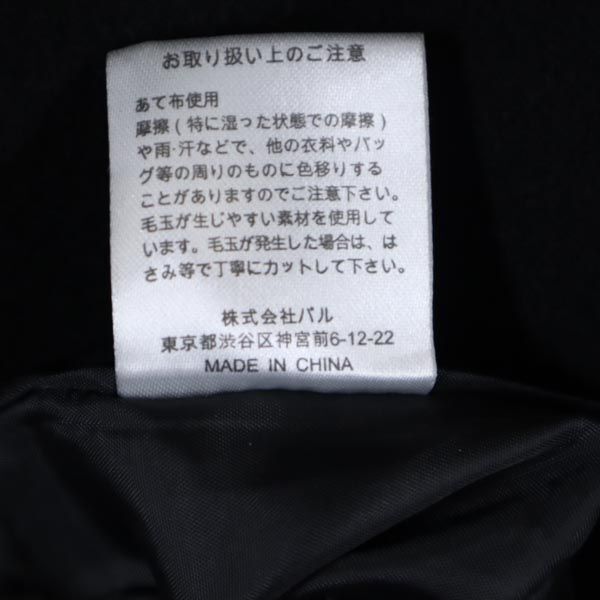 お取り扱い上のご注意
あて布使用
摩擦(特に湿った状態での摩擦)
や雨·汗などで、他の衣料やバッ
グ等の周りのものに色移りする
ことがありますのでご注意下さい。
毛玉が生じやすい素材を使用して
います。毛玉が発生した場合は、は
さみ等で丁寧にカットして下さい。
株式会社パル
東京都渋谷区神宮前6-12-22
MADE IN CHINA